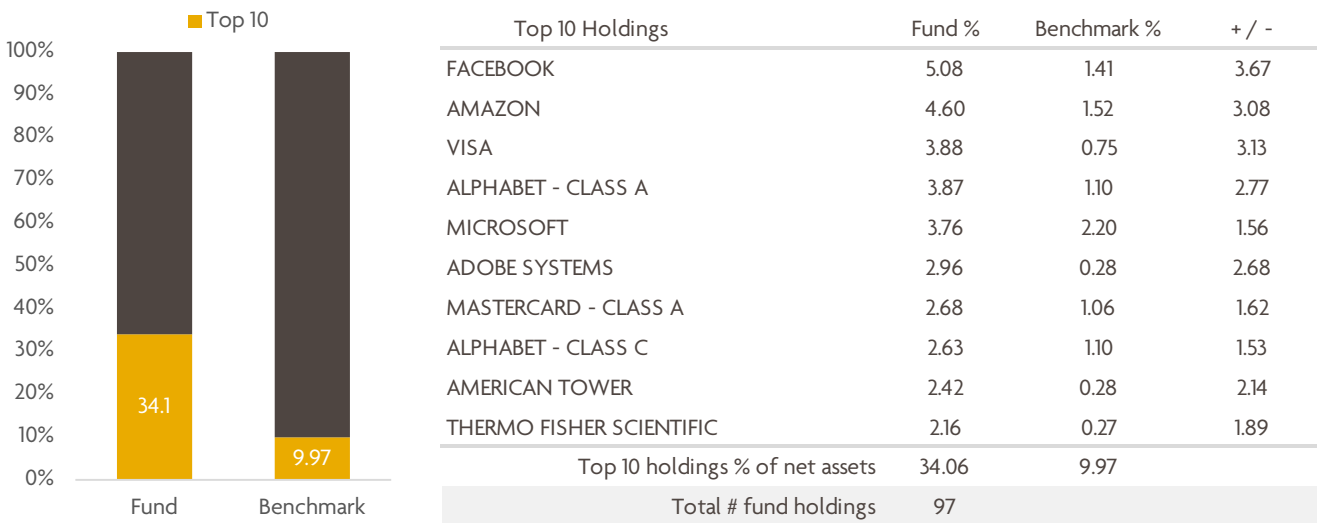 Top 10
100%
90%
80%
70%
60%
50%
40%
30%
20%
10%
0%
34.1
9.97
Fund Benchmark
Top 10 Holdings Fund % Benchmark % + / -
FACEBOOK 5.08 1.41 3.67
AMAZON 4.60 1.52 3.08
VISA 3.88 0.75 3.13
ALPHABET - CLASS A 3.87 1.10 2.77
MICROSOFT 3.76 2.20 1.56
ADOBE SYSTEMS 2.96 0.28 2.68
MASTERCARD - CLASS A 2.68 1.06 1.62
ALPHABET - CLASS C 2.63 1.10 1.53
AMERICAN TOWER 2.42 0.28 2.14
THERMO FISHER SCIENTIFIC 2.16 0.27 1.89
Top 10 holdings % of net assets 34.06 9.97
Total # fund holdings 97